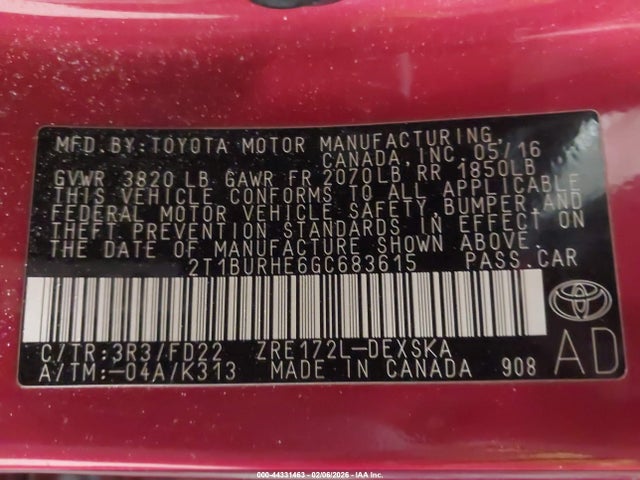 MFD.BY:TOYOTA MOTOR MANUFACTURING,
CANADA,INC. 05/16
GVWR 3820 LB GAWR FR 2070LB RR 1850LB
THIS VEHICLE CONFORMS TO ALL APPLICABLE
FEDERAL MOTOR VEHICLE SAFETY,BUMPER,AND
THEFT PREVENTION STANDARDS IN EFFECT ON
THE DATE OF MANUFACTURE SHOWN ABOVE.
2T1BURHE6GC683615 PASS.CAR
C/TR:3R3/FD22 ZRE172L-DEXSKA
A/TM:-04A/K313 MADE IN CANADA 908
AD
000-44331463 - 02/06/2026 - IAA Inc.